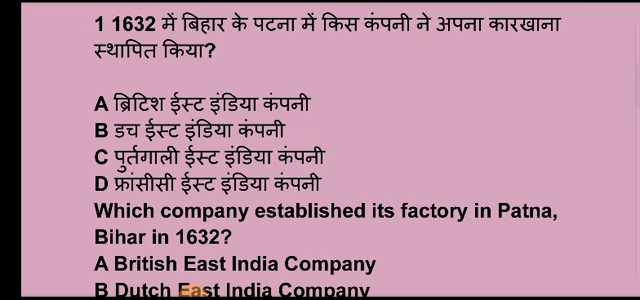 1 1632 में बिहार के पटना में किस कंपनी ने अपना कारखाना
स्थापित किया?
A ब्रिटिश ईस्ट इंडिया कंपनी
B डच ईस्ट इंडिया कंपनी
C पुर्तगाली ईस्ट इंडिया कंपनी
D फ्रांसीसी ईस्ट इंडिया कंपनी
Which company established its factory in Patna,
Bihar in 1632?
A British East India Company
B Dutch East India Company